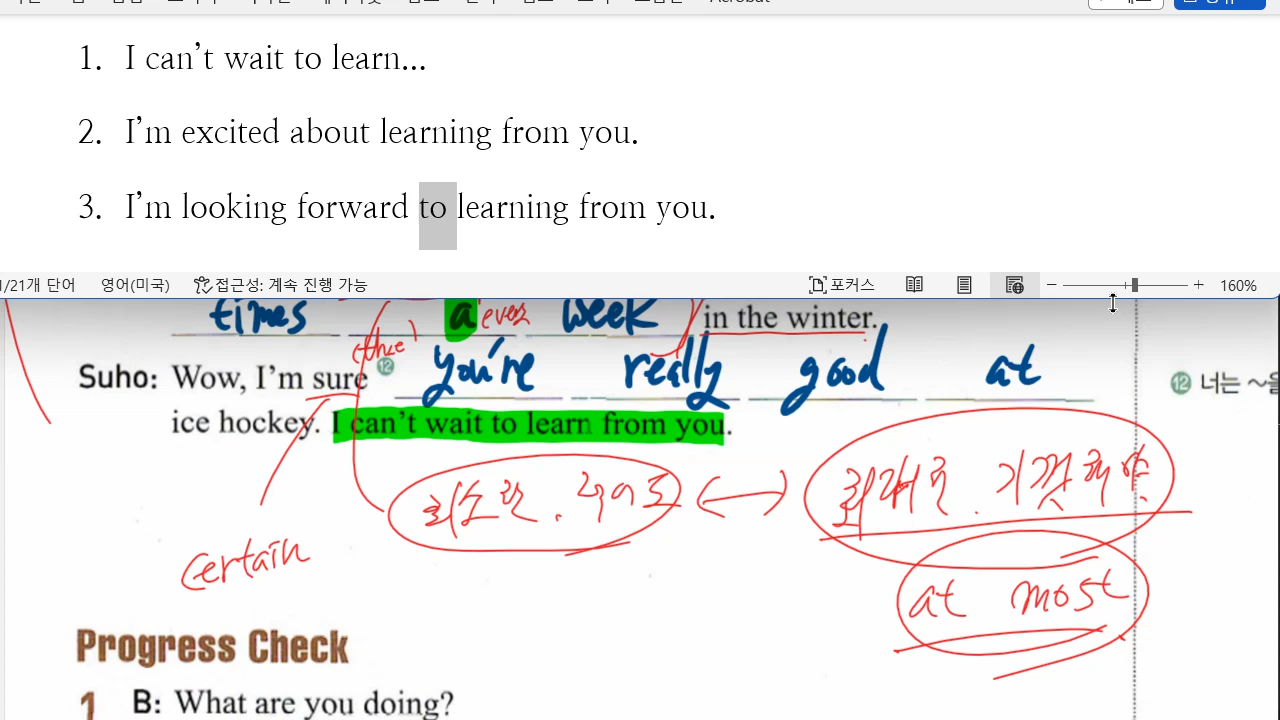 Acrobat
1. I can't wait to learn...
2. I'm excited about learning from you.
3. I'm looking forward to learning from you.
1/21개 단어 영어(미국) 접근성: 계속 진행 가능 포커스 160%
times a week in the winter.
Suho: Wow, I'm sure ⑫ you're really good at
ice hockey. I can't wait to learn from you.
⑫ 너는 ~을
최소한. 적어도 최대로. 기껏해야
certain
at most
Progress Check
1 B: What are you doing?